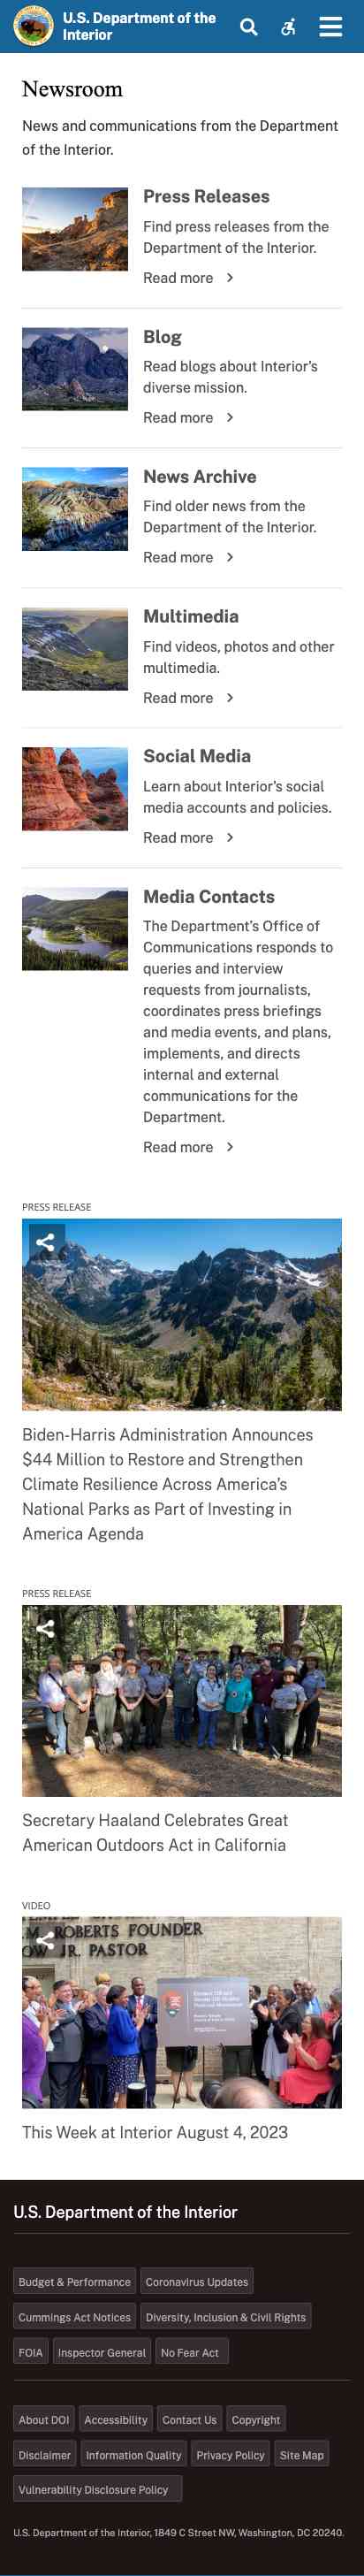 U.S. Department of the
Interior
Newsroom
News and communications from the Department
of the Interior.
Press Releases
Find press releases from the
Department of the Interior.
Read more
Blog
Read blogs about Interior's
diverse mission.
Read more
News Archive
Find older news from the
Department of the Interior.
Read more
Multimedia
Find videos, photos and other
multimedia.
Read more
Social Media
Learn about Interior's social
media accounts and policies.
Read more
Media Contacts
The Department's Office of
Communications responds to
queries and interview
requests from journalists,
coordinates press briefings
and media events, and plans,
implements, and directs
internal and external
communications for the
Department.
Read more
PRESS RELEASE
Biden-Harris Administration Announces
$44 Million to Restore and Strengthen
Climate Resilience Across America's
National Parks as Part of Investing in
America Agenda
PRESS RELEASE
Secretary Haaland Celebrates Great
American Outdoors Act in California
VIDEO
ROBERTS FOUNDER
JR. PASTOR
This Week at Interior August 4, 2023
U.S. Department of the Interior
Budget & Performance
Coronavirus Updates
Cummings Act Notices
Diversity, Inclusion & Civil Rights
FOIA
Inspector General
No Fear Act
About DOI
Accessibility
Contact Us
Copyright
Disclaimer
Information Quality
Privacy Policy
Site Map
Vulnerability Disclosure Policy
U.S. Department of the Interior, 1849 C Street NW, Washington, DC 20240.